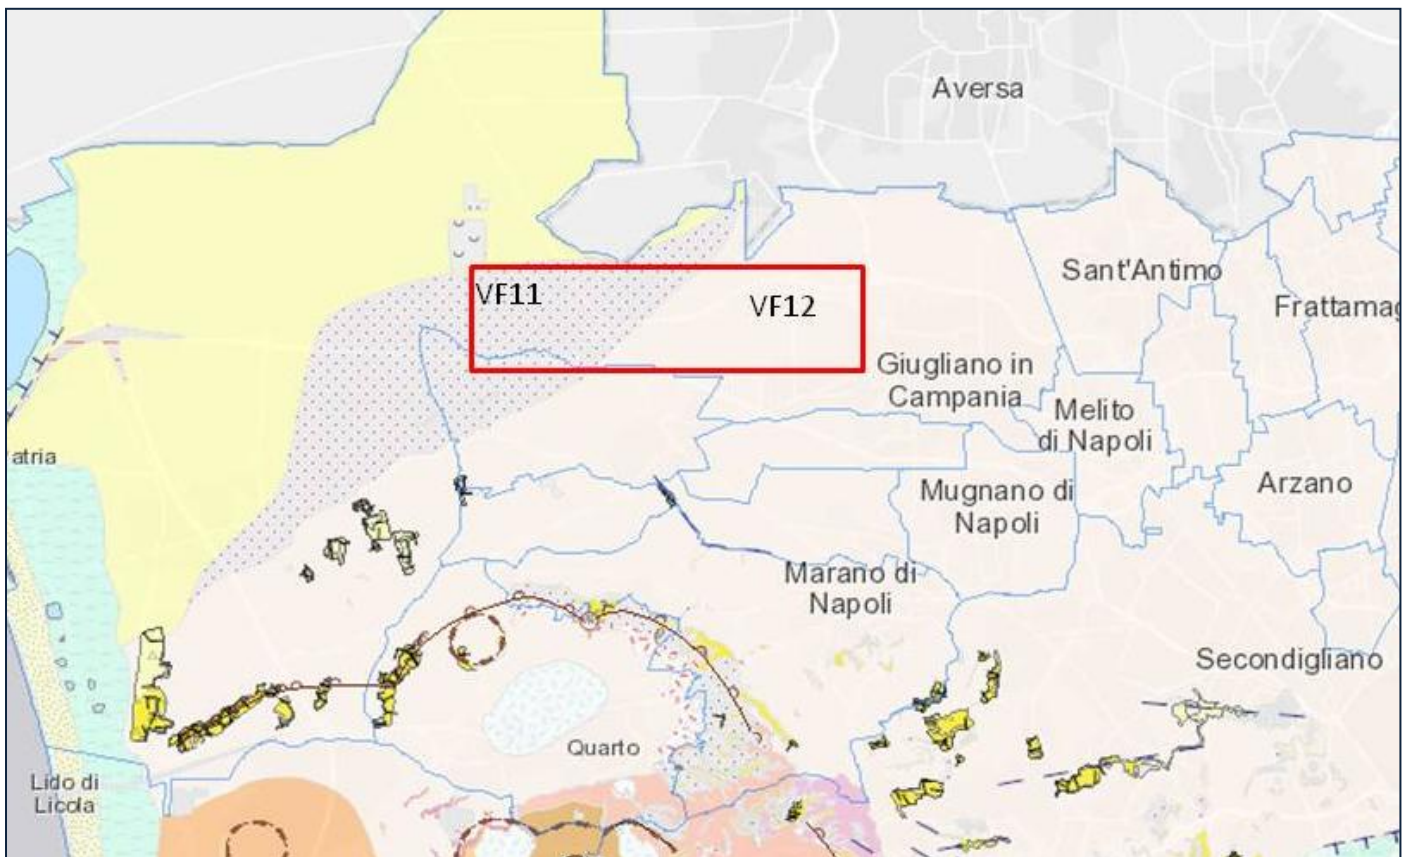 Aversa
Sant'Antimo
VF11
VF12
Frattamag
Giugliano in
Campania
Melito
di Napoli
atria
Mugnano di
Napoli
Arzano
Marano di
Napoli
Secondigliano
Quarto
Lido di
Licola